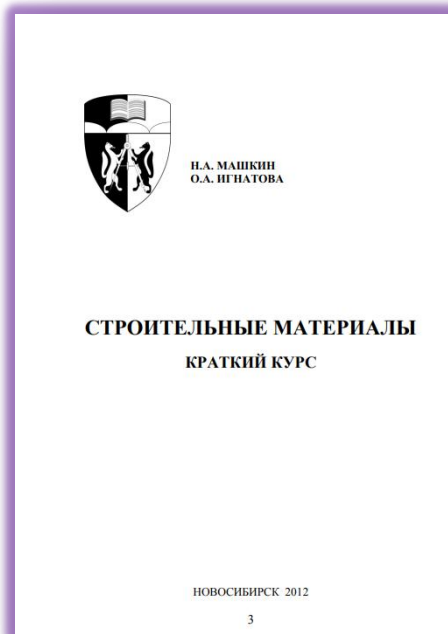 Н.А. МАШКИН
О.А. ИГНАТОВА
СТРОИТЕЛЬНЫЕ МАТЕРИАЛЫ
КРАТКИЙ КУРС
НОВОСИБИРСК 2012
3